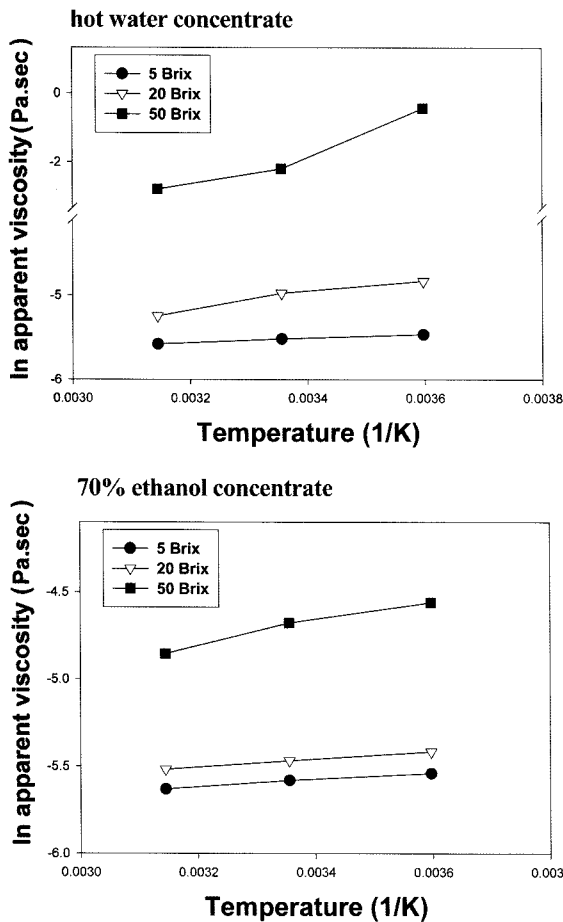 hot water concentrate
5 Brix
20 Brix
50 Brix
0
-2
-5
-6
ln apparent viscosity (Pa.sec)
0.0030
0.0032
0.0034
0.0036
0.0038
Temperature (1/K)
70% ethanol concentrate
5 Brix
20 Brix
50 Brix
-4.5
-5.0
-5.5
-6.0
ln apparent viscosity (Pa.sec)
0.0030
0.0032
0.0034
0.0036
0.003
Temperature (1/K)